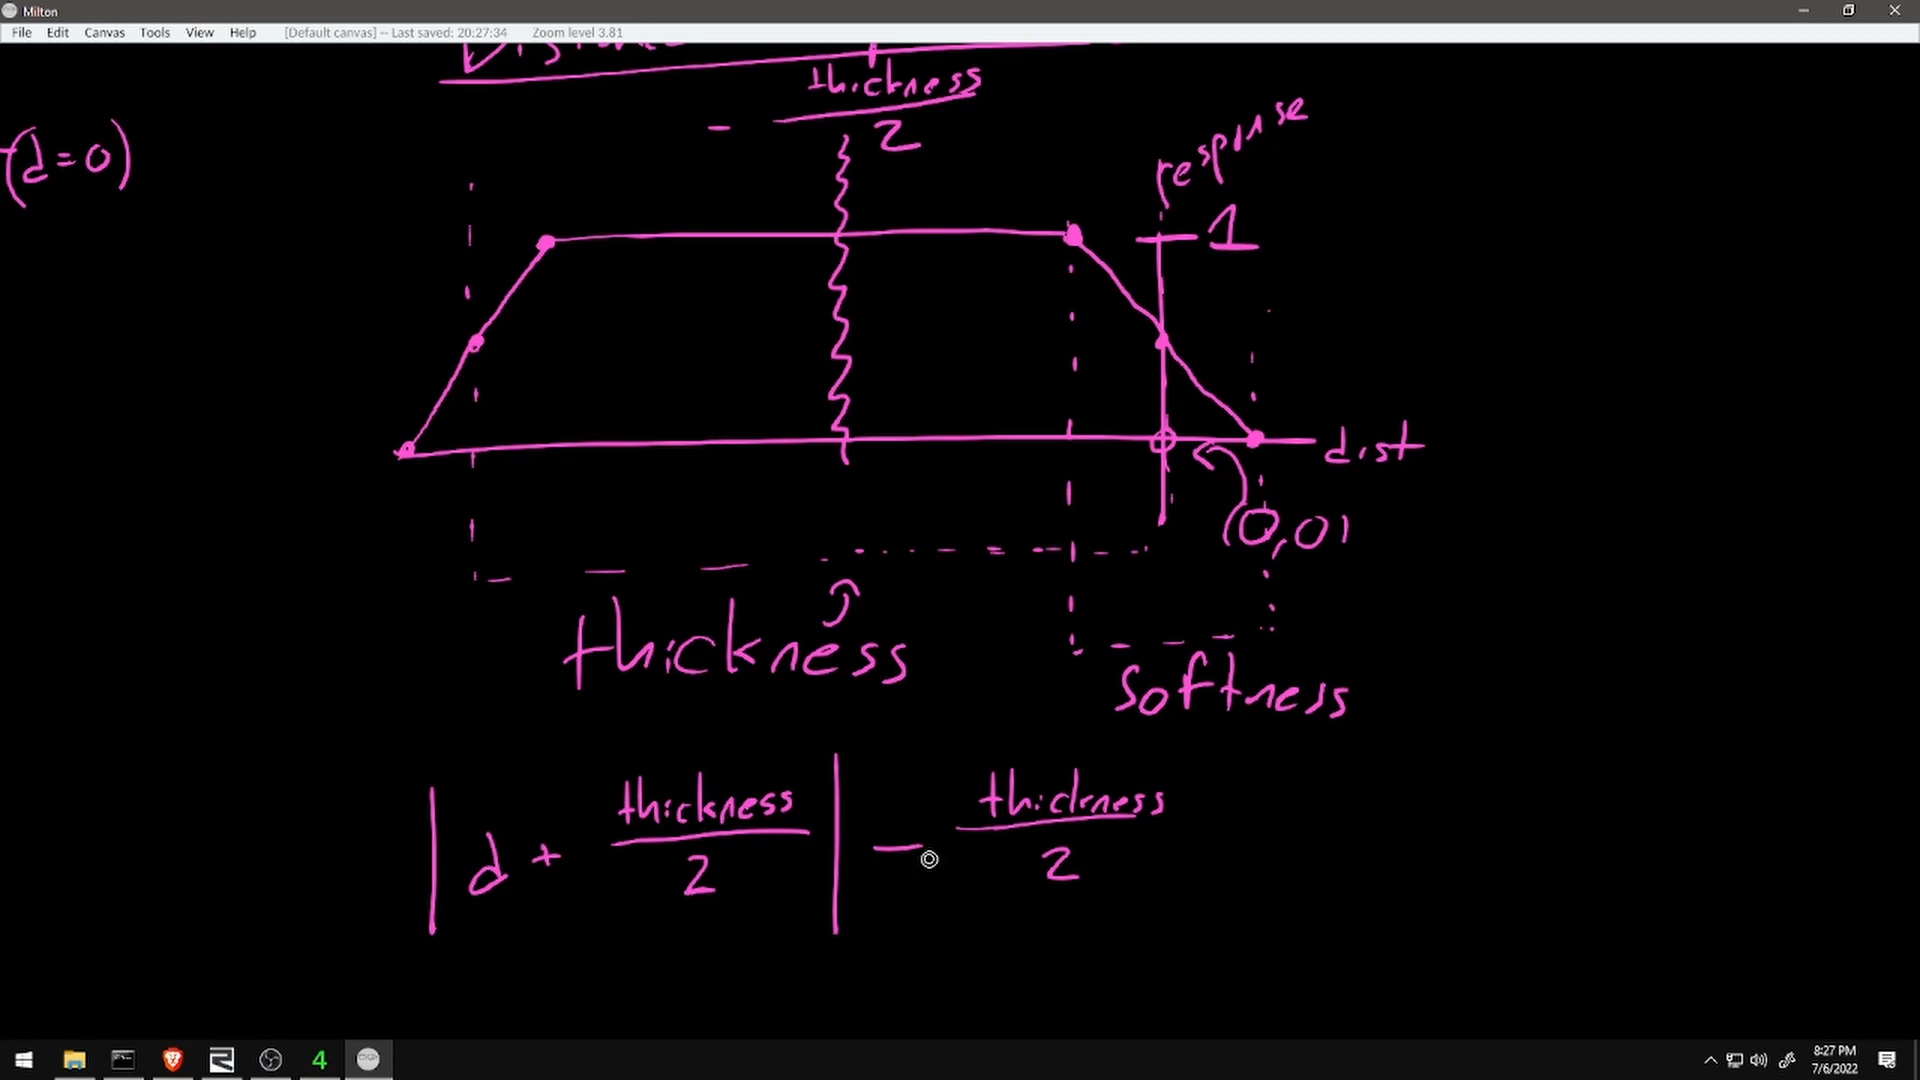 Milton
File Edit Canvas Tools View Help [Default canvas] -- Last saved: 20:27:34 Zoom level 3.81
(d=0)
- thickness
2
response
1
dist
(0,0)
thickness
softness
| d + thickness | - thickness
2 2
4
8:27 PM
7/6/2022